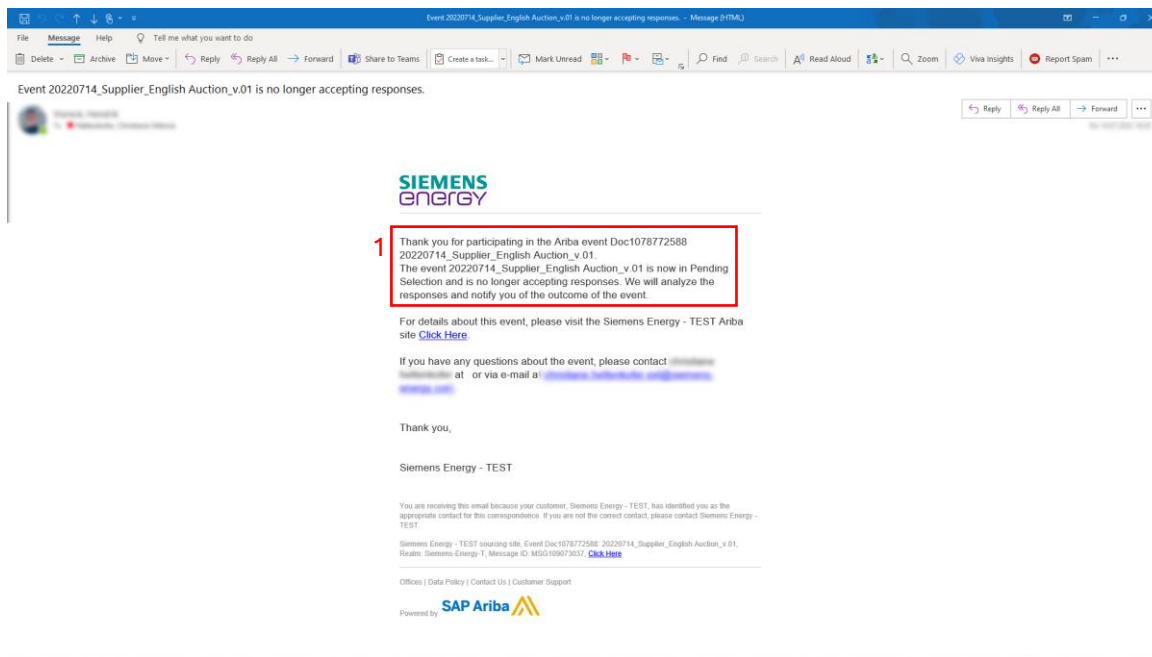 Event 20220714_Supplier_English Auction_v.01 is no longer accepting responses. - Message (HTML)
File Message Help Tell me what you want to do
Delete Archive Move Reply Reply All Forward Share to Teams Create a task... Mark Unread Find Search Read Aloud Zoom Viva Insights Report Spam
Event 20220714_Supplier_English Auction_v.01 is no longer accepting responses.
Reply Reply All Forward
SIEMENS
energy
1
Thank you for participating in the Ariba event Doc1078772588
20220714_Supplier_English Auction_v.01.
The event 20220714_Supplier_English Auction_v.01 is now in Pending
Selection and is no longer accepting responses. We will analyze the
responses and notify you of the outcome of the event.
For details about this event, please visit the Siemens Energy - TEST Ariba
site Click Here.
If you have any questions about the event, please contact
at or via e-mail a
Thank you,
Siemens Energy - TEST
You are receiving this email because your customer, Siemens Energy - TEST, has identified you as the
appropriate contact for this correspondence. If you are not the correct contact, please contact Siemens Energy -
TEST.
Siemens Energy - TEST sourcing site, Event Doc1078772588: 20220714_Supplier_English Auction_v.01,
Realm: Siemens-Energy-T, Message ID: MSG109073037, Click Here
Offices | Data Policy | Contact Us | Customer Support
Powered by SAP Ariba